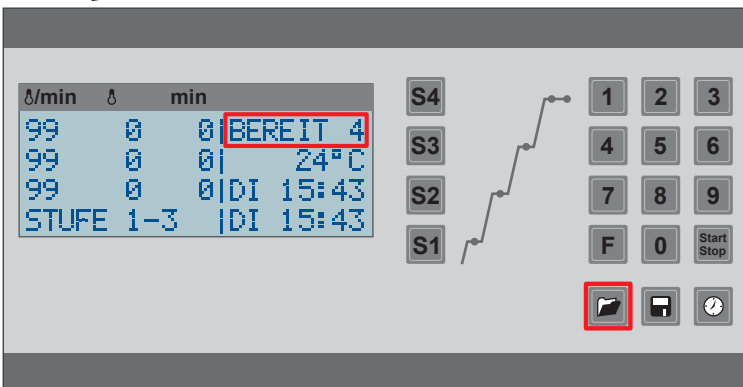 🌡/min 🌡 min
99 0 0|BEREIT 4
99 0 0| 24°C
99 0 0|DI 15:43
STUFE 1-3 |DI 15:43
S4
S3
S2
S1
1 2 3
4 5 6
7 8 9
F 0 Start Stop